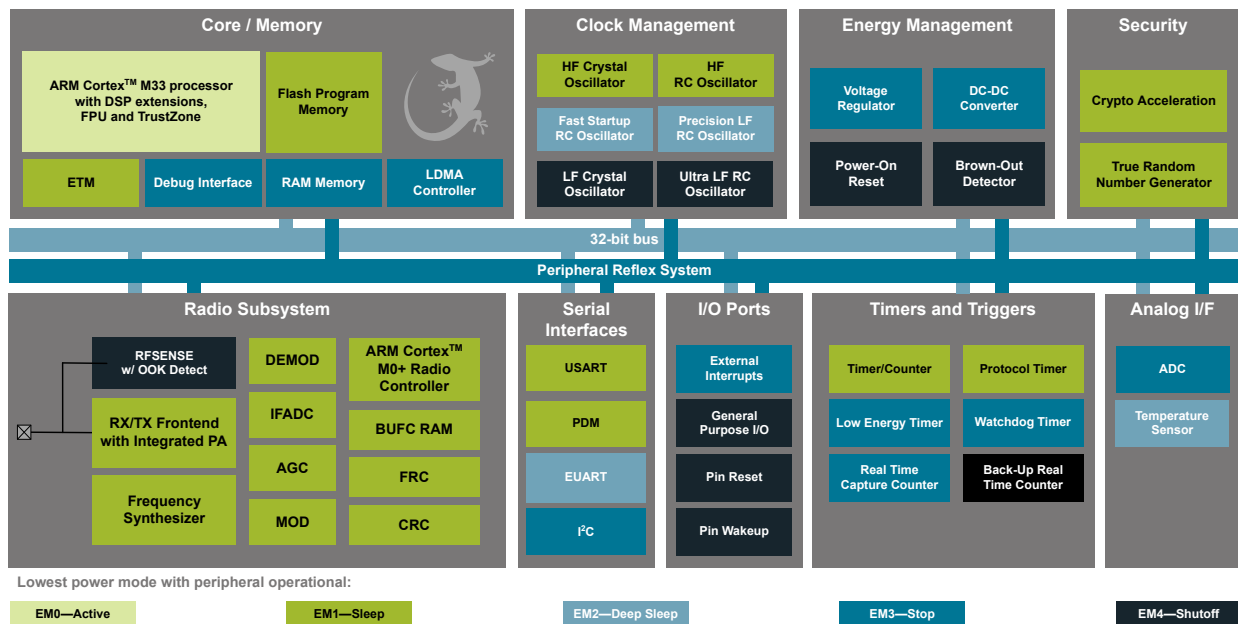 Core / Memory
ARM Cortex™ M33 processor
with DSP extensions,
FPU and TrustZone
Flash Program
Memory
ETM
Debug Interface
RAM Memory
LDMA
Controller
Clock Management
HF Crystal
Oscillator
HF
RC Oscillator
Fast Startup
RC Oscillator
Precision LF
RC Oscillator
LF Crystal
Oscillator
Ultra LF RC
Oscillator
Energy Management
Voltage
Regulator
DC-DC
Converter
Power-On
Reset
Brown-Out
Detector
Security
Crypto Acceleration
True Random
Number Generator
32-bit bus
Peripheral Reflex System
Radio Subsystem
RFSENSE
w/ OOK Detect
RX/TX Frontend
with Integrated PA
Frequency
Synthesizer
DEMOD
IFADC
AGC
MOD
ARM Cortex™
M0+ Radio
Controller
BUFC RAM
FRC
CRC
Serial
Interfaces
USART
PDM
EUART
I²C
I/O Ports
External
Interrupts
General
Purpose I/O
Pin Reset
Pin Wakeup
Timers and Triggers
Timer/Counter
Protocol Timer
Low Energy Timer
Watchdog Timer
Real Time
Capture Counter
Back-Up Real
Time Counter
Analog I/F
ADC
Temperature
Sensor
Lowest power mode with peripheral operational:
EM0—Active
EM1—Sleep
EM2—Deep Sleep
EM3—Stop
EM4—Shutoff